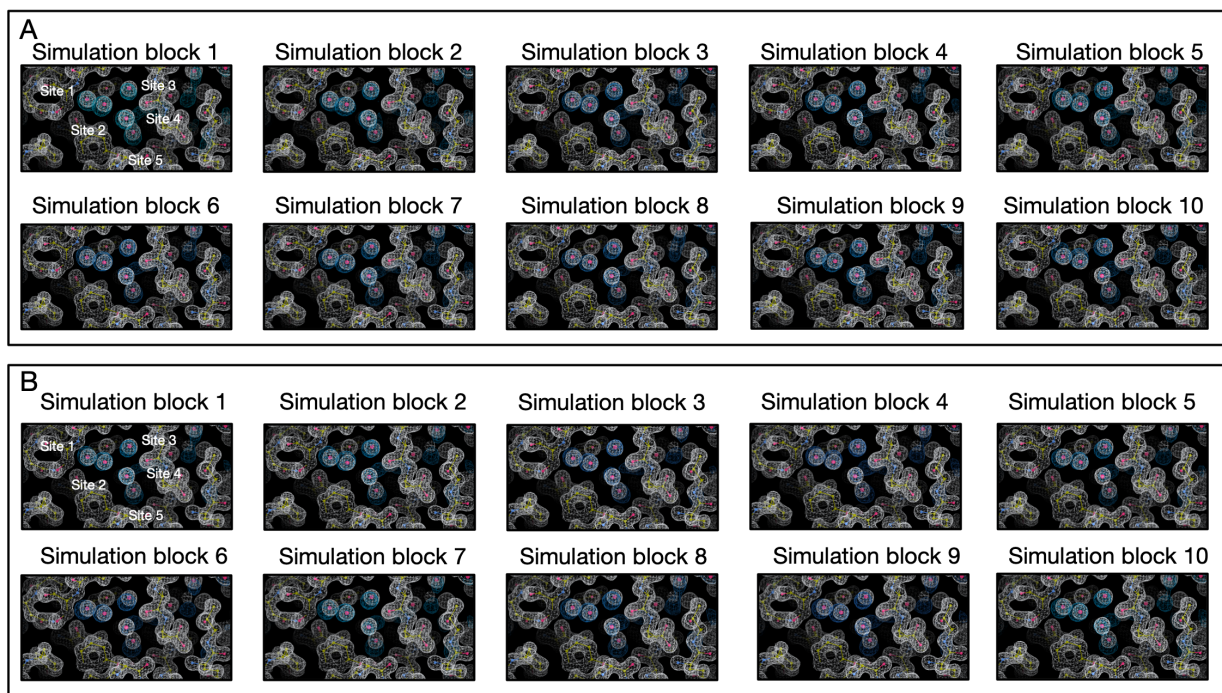 A
Simulation block 1 Simulation block 2 Simulation block 3 Simulation block 4 Simulation block 5
Site 1
Site 3
Site 4
Site 2
Site 5
Simulation block 6 Simulation block 7 Simulation block 8 Simulation block 9 Simulation block 10
B
Simulation block 1 Simulation block 2 Simulation block 3 Simulation block 4 Simulation block 5
Site 1
Site 3
Site 4
Site 2
Site 5
Simulation block 6 Simulation block 7 Simulation block 8 Simulation block 9 Simulation block 10